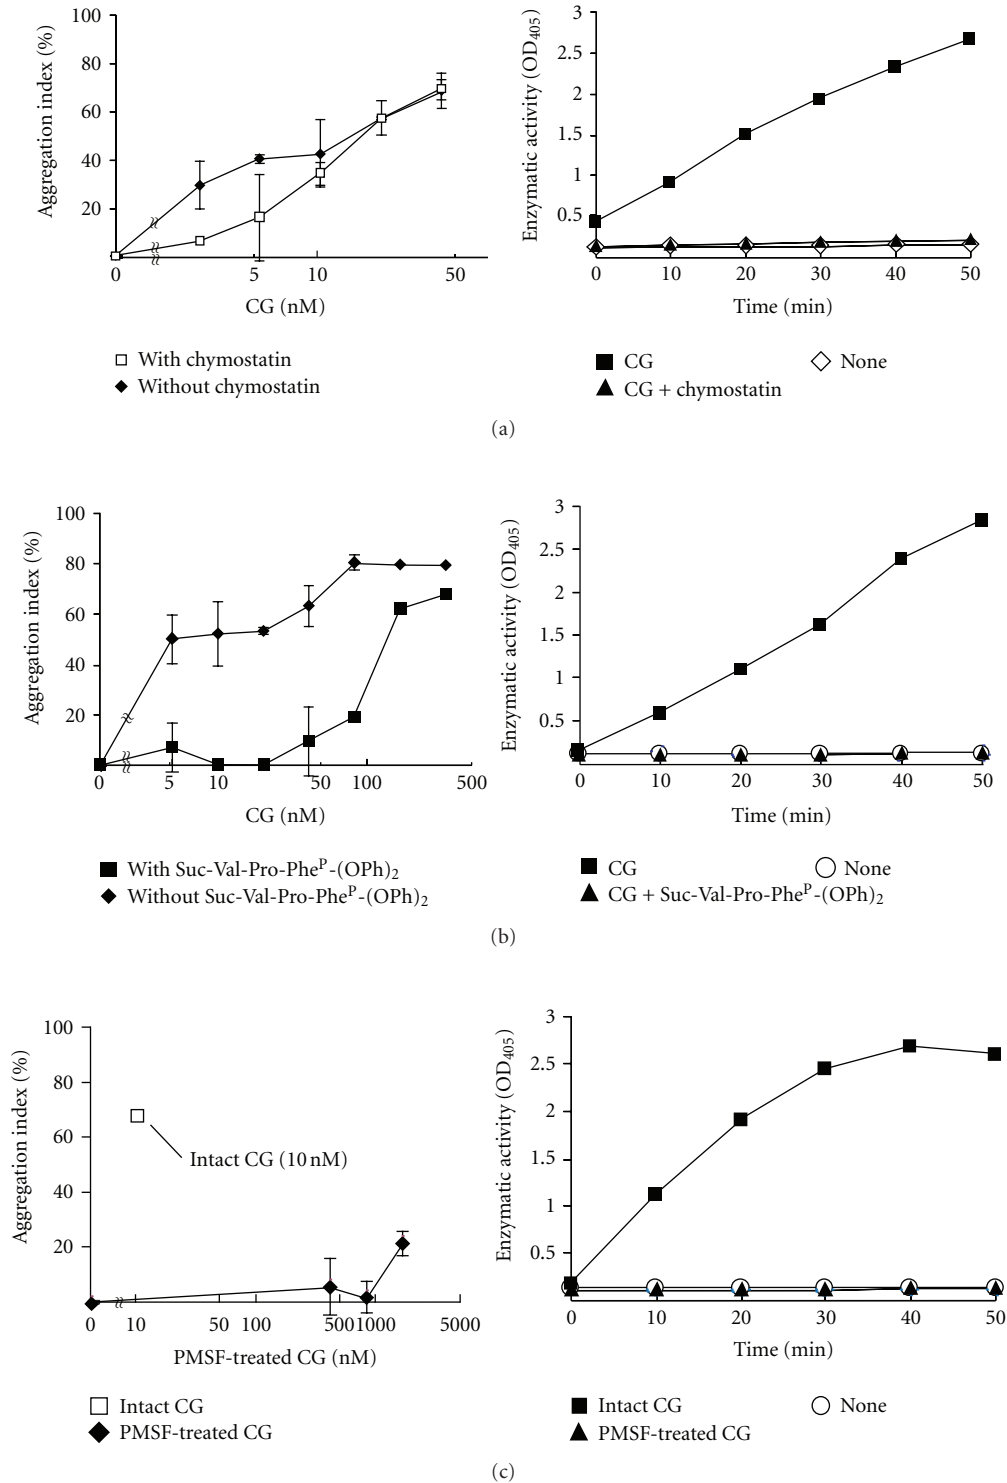 Aggregation index (%)
100
80
60
40
20
0 5 10 50
CG (nM)
With chymostatin
Without chymostatin
Enzymatic activity (OD405)
3
2.5
2
1.5
1
0.5
0 10 20 30 40 50
Time (min)
CG
None
CG + chymostatin
(a)
Aggregation index (%)
100
80
60
40
20
0 5 10 50 100 500
CG (nM)
With Suc-Val-Pro-PheP-(OPh)2
Without Suc-Val-Pro-PheP-(OPh)2
Enzymatic activity (OD405)
3
2.5
2
1.5
1
0.5
0 10 20 30 40 50
Time (min)
CG
None
CG + Suc-Val-Pro-PheP-(OPh)2
(b)
Aggregation index (%)
100
80
60
40
20
Intact CG (10 nM)
0 10 50 100 500 1000 5000
PMSF-treated CG (nM)
Intact CG
PMSF-treated CG
Enzymatic activity (OD405)
3
2.5
2
1.5
1
0.5
0 10 20 30 40 50
Time (min)
Intact CG
None
PMSF-treated CG
(c)